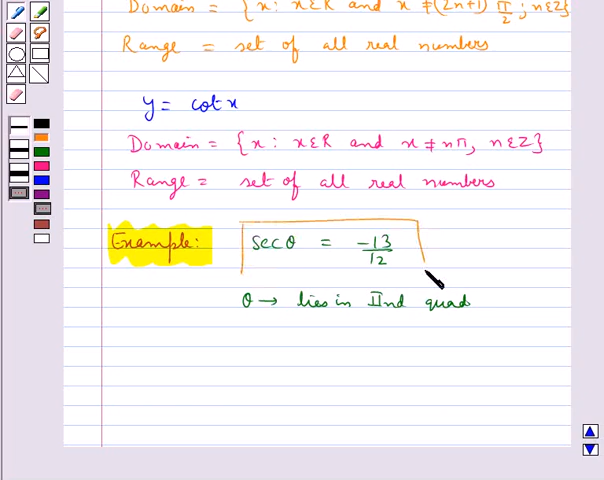 Domain = {x : x ε R and x ≠ (2n+1) π/2 ; n ε Z}
Range = set of all real numbers
y = cot x
Domain = {x : x ε R and x ≠ nπ, n ε Z}
Range = set of all real numbers
Example: secθ = -13/12
θ → lies in IInd quad